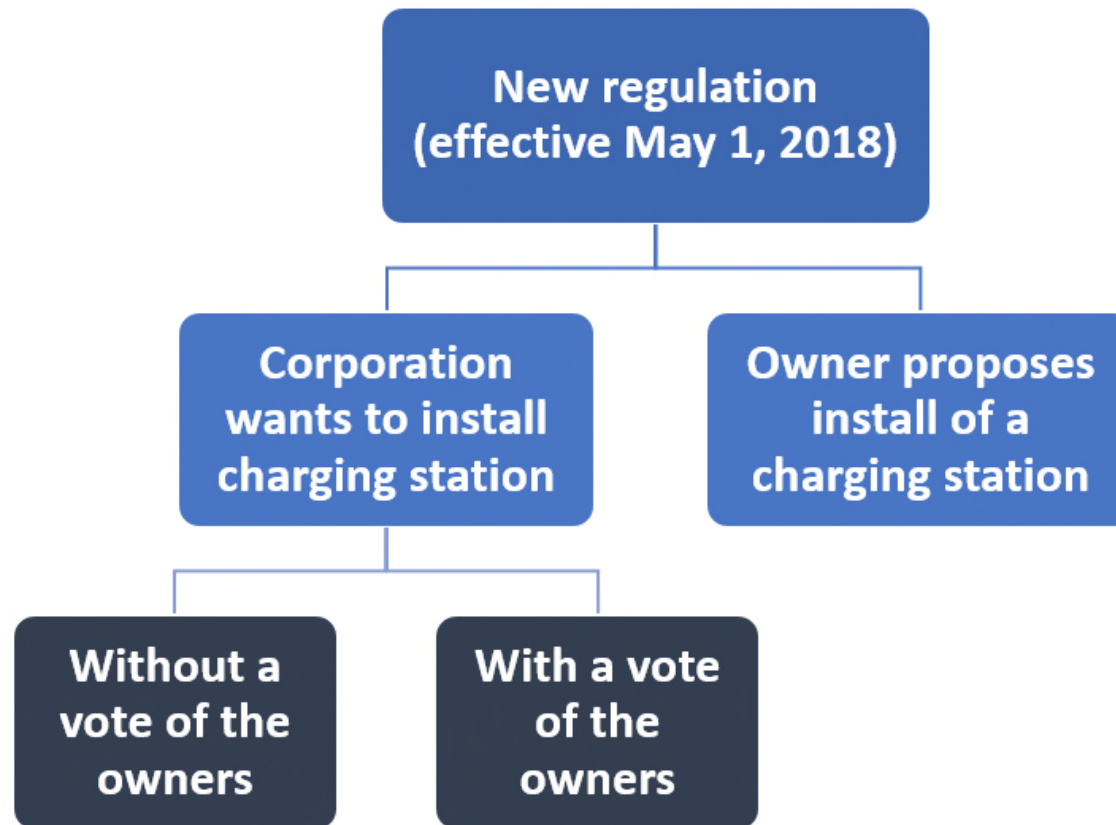 New regulation
(effective May 1, 2018)
Corporation
wants to install
charging station
Owner proposes
install of a
charging station
Without a
vote of the
owners
With a vote
of the
owners